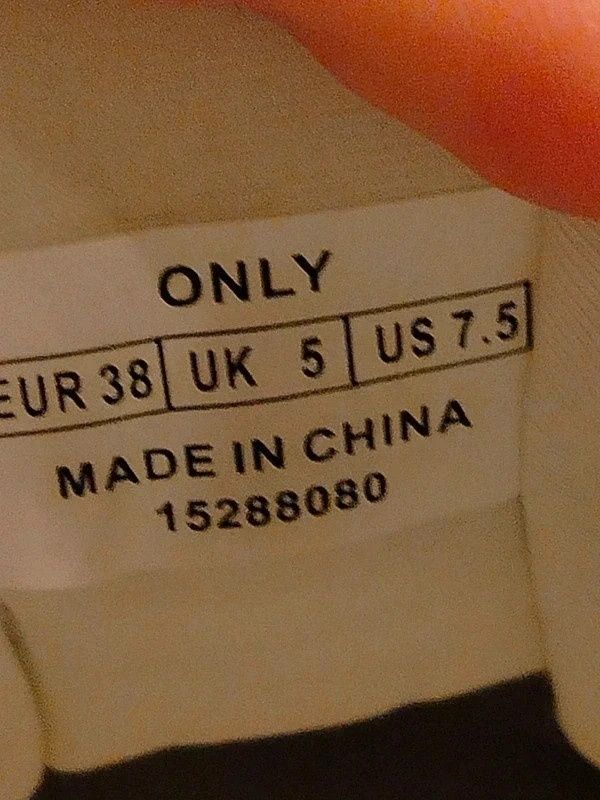 ONLY
EUR 38 UK 5 US 7.5
MADE IN CHINA
15288080